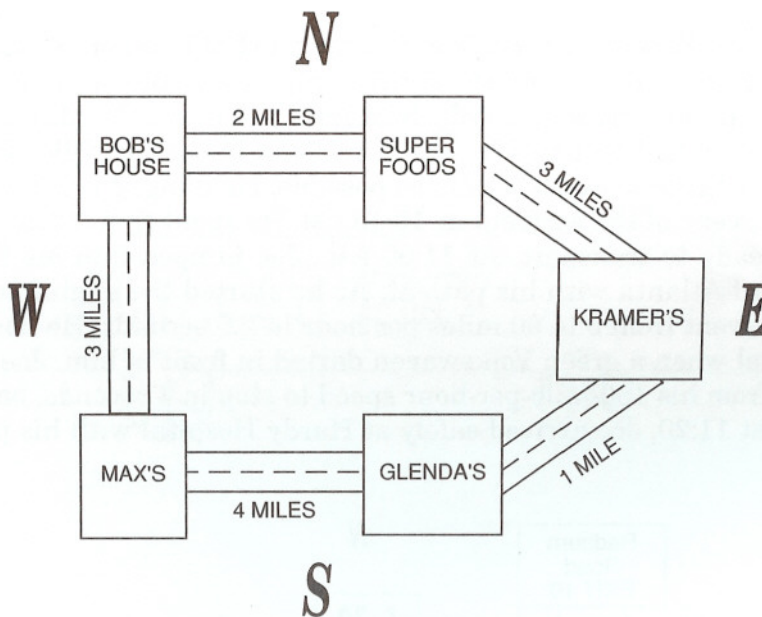 N
2 MILES
BOB'S
HOUSE
SUPER
FOODS
3 MILES
W
3 MILES
KRAMER'S
E
MAX'S
GLENDA'S
4 MILES
1 MILE
S